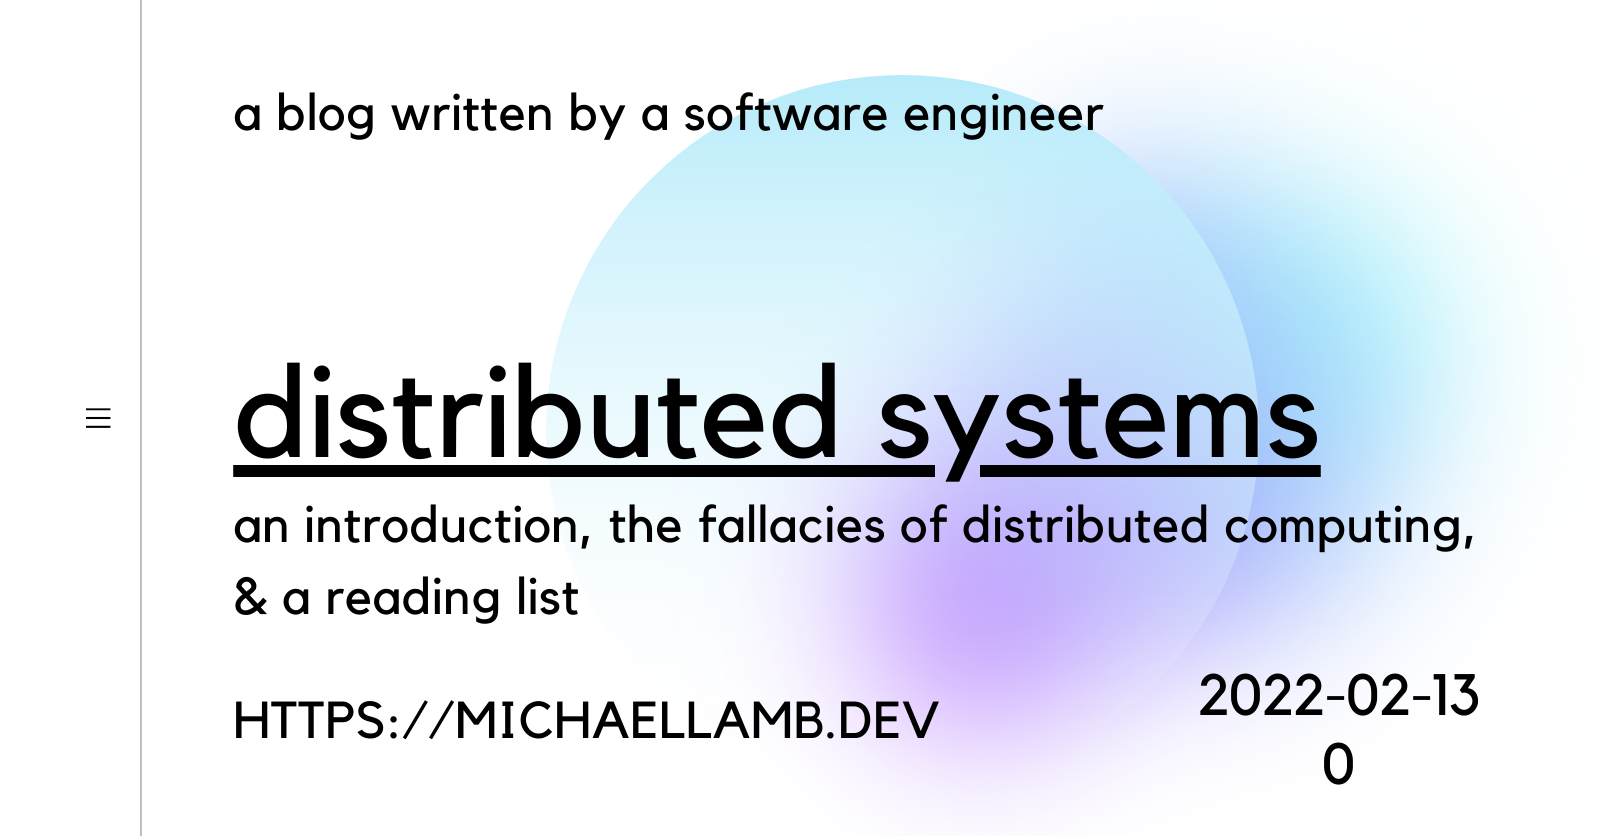 a blog written by a software engineer
distributed systems
an introduction, the fallacies of distributed computing,
& a reading list
HTTPS://MICHAELLAMB.DEV
2022-02-13
0